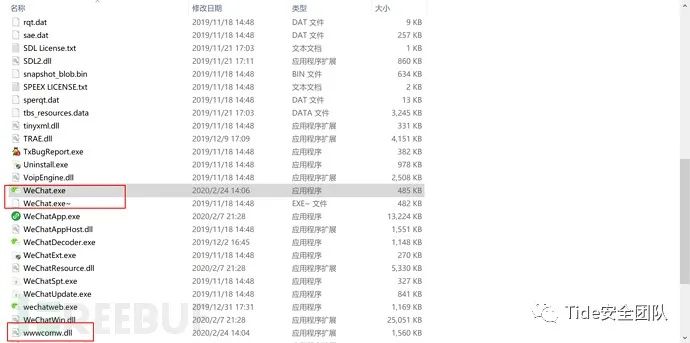 名称 修改日期 类型 大小
rqt.dat 2019/11/18 14:48 DAT 文件 9 KB
sae.dat 2019/11/18 14:48 DAT 文件 257 KB
SDL License.txt 2019/11/21 17:03 文本文档 1 KB
SDL2.dll 2019/11/21 17:11 应用程序扩展 860 KB
snapshot_blob.bin 2019/11/18 14:48 BIN 文件 634 KB
SPEEX LICENSE.txt 2019/11/18 14:48 文本文档 2 KB
sperqt.dat 2019/11/18 14:48 DAT 文件 13 KB
tbs_resources.data 2019/11/21 17:03 DATA 文件 3,245 KB
tinyxml.dll 2019/11/18 14:48 应用程序扩展 331 KB
TRAE.dll 2019/12/9 17:09 应用程序扩展 4,151 KB
TxBugReport.exe 2019/11/18 14:48 应用程序 382 KB
Uninstall.exe 2019/11/18 14:48 应用程序 978 KB
VoipEngine.dll 2019/11/18 14:48 应用程序扩展 2,508 KB
WeChat.exe 2020/2/24 14:06 应用程序 485 KB
WeChat.exe~ 2019/11/18 14:48 EXE~ 文件 482 KB
WeChatApp.exe 2020/2/7 21:28 应用程序 13,224 KB
WeChatAppHost.dll 2019/11/18 14:48 应用程序扩展 1,551 KB
WeChatDecoder.exe 2019/12/2 16:45 应用程序 1,148 KB
WeChatExt.exe 2019/11/18 14:48 应用程序 270 KB
WeChatResource.dll 2020/2/7 21:28 应用程序扩展 5,330 KB
WeChatSpt.exe 2019/11/18 14:48 应用程序 327 KB
WeChatUpdate.exe 2019/11/18 14:48 应用程序 841 KB
wechatweb.exe 2019/12/31 17:31 应用程序 1,169 KB
WeChatWin.dll 2020/2/7 21:28 应用程序扩展 25,051 KB
wwwcomw.dll 2020/2/24 14:04 应用程序扩展 1,560 KB
REEBUF
Tide安全团队